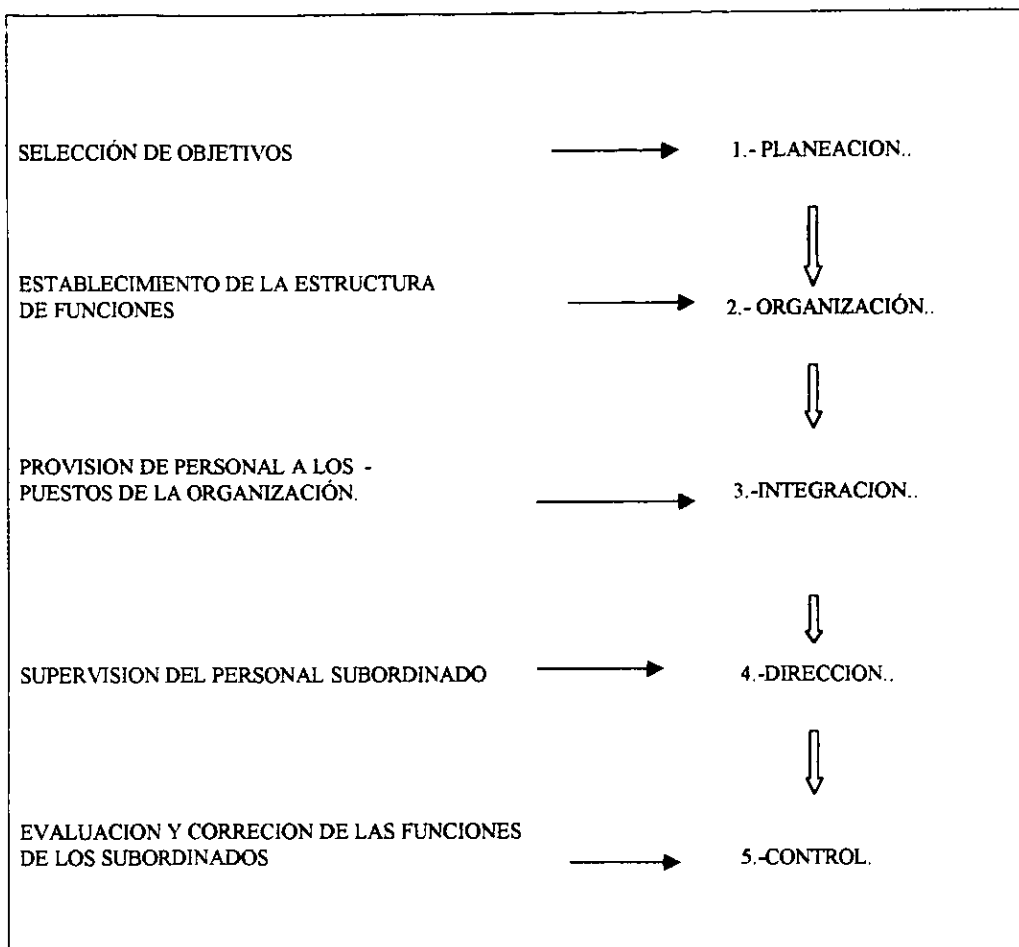 SELECCIÓN DE OBJETIVOS
1.- PLANEACION..
ESTABLECIMIENTO DE LA ESTRUCTURA
DE FUNCIONES
2.- ORGANIZACIÓN..
PROVISION DE PERSONAL A LOS -
PUESTOS DE LA ORGANIZACIÓN.
3.-INTEGRACION..
SUPERVISION DEL PERSONAL SUBORDINADO
4.-DIRECCION..
EVALUACION Y CORRECION DE LAS FUNCIONES
DE LOS SUBORDINADOS
5.-CONTROL.